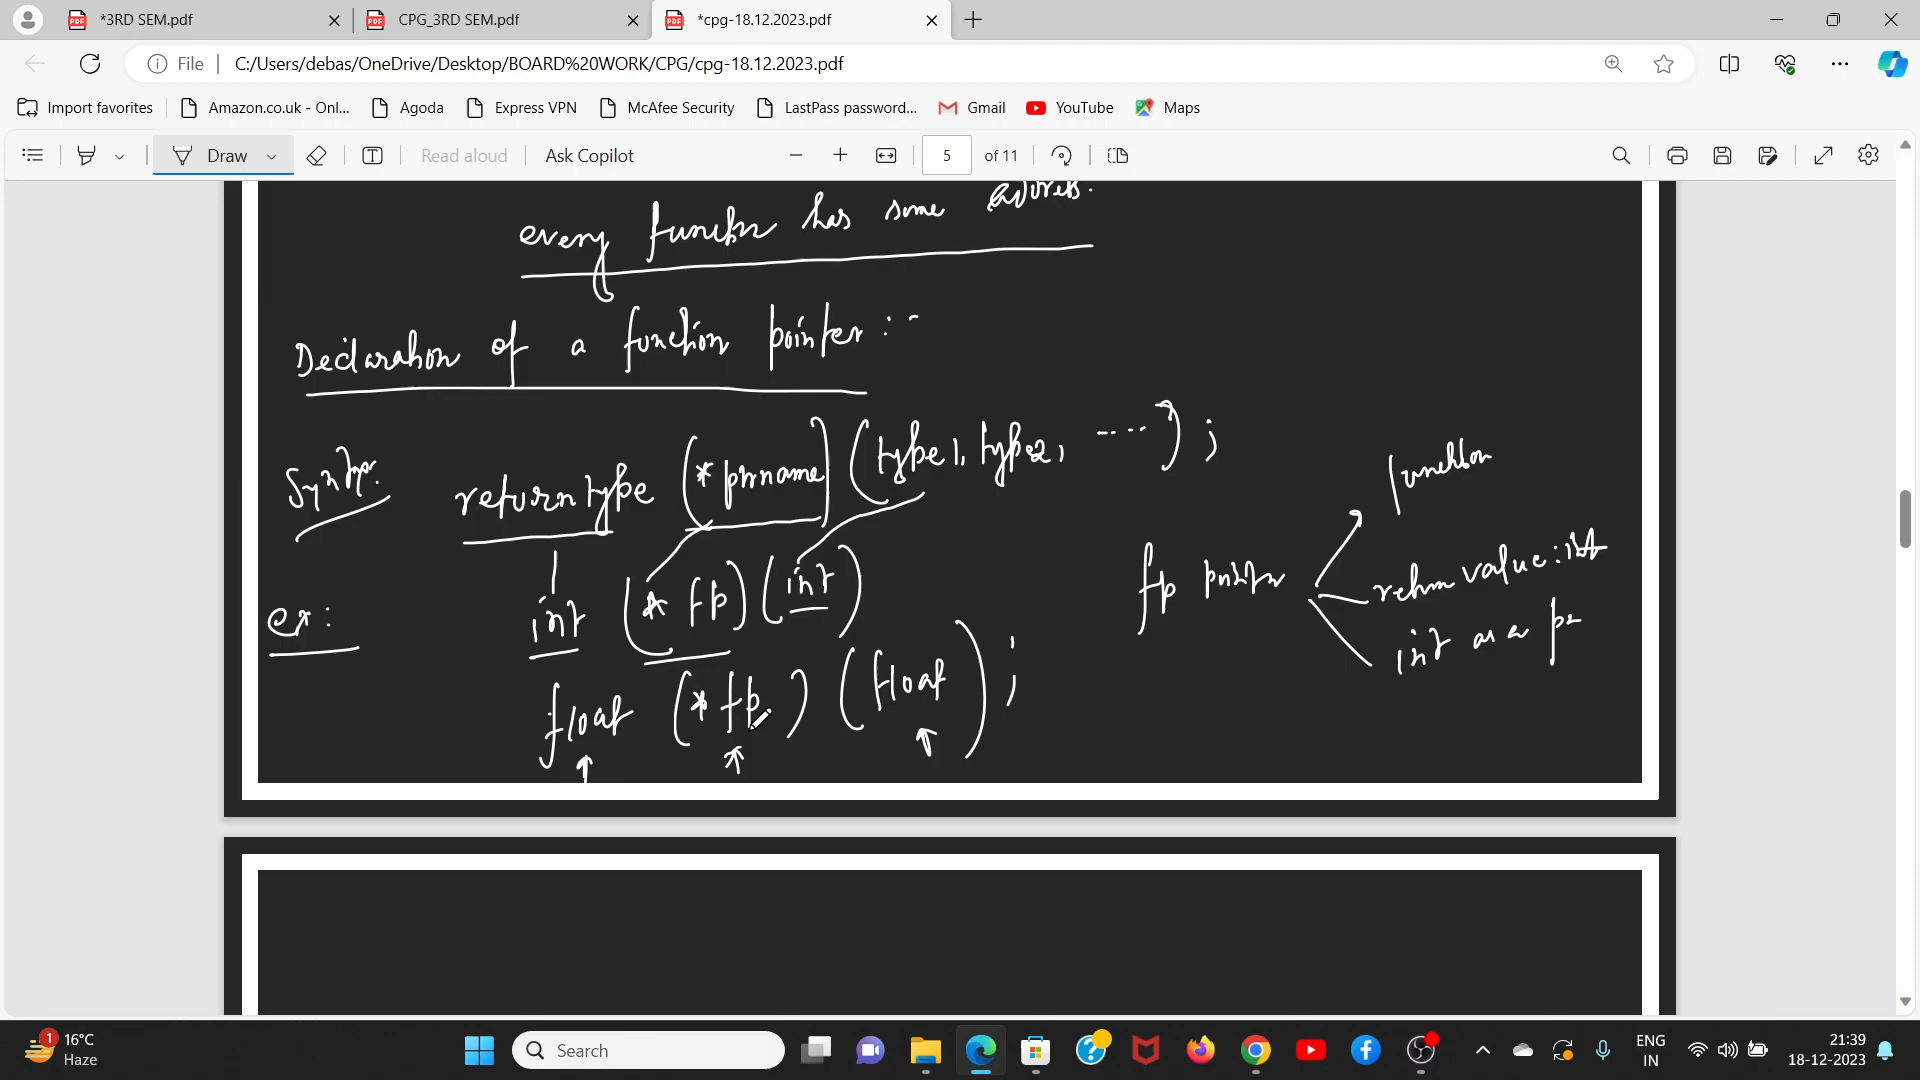 *3RD SEM.pdf
CPG_3RD SEM.pdf
*cpg-18.12.2023.pdf
File
C:/Users/debas/OneDrive/Desktop/BOARD%20WORK/CPG/cpg-18.12.2023.pdf
Import favorites
Amazon.co.uk - Onl...
Agoda
Express VPN
McAfee Security
LastPass password...
Gmail
YouTube
Maps
Draw
Read aloud
Ask Copilot
5 of 11
every function has some address.
Declaration of a function pointer :-
Syntax: returntype (*ptrname) (type1, type2, ....) ;
ex: int (* fp) (int)
float (* fp) (float) ;
fp pointer
function
return value : int
int as a pa
1
16°C
Haze
Search
ENG
IN
21:39
18-12-2023